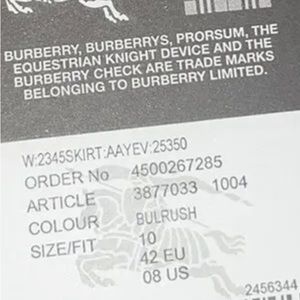 BURBERRY, BURBERRYS, PRORSUM, THE
EQUESTRIAN KNIGHT DEVICE AND THE
BURBERRY CHECK ARE TRADE MARKS
BELONGING TO BURBERRY LIMITED.
W:2345SKIRT:AAYEV:25350
ORDER No 4500267285
ARTICLE 3877033 1004
COLOUR BULRUSH
SIZE/FIT 10
42 EU
08 US
2456344